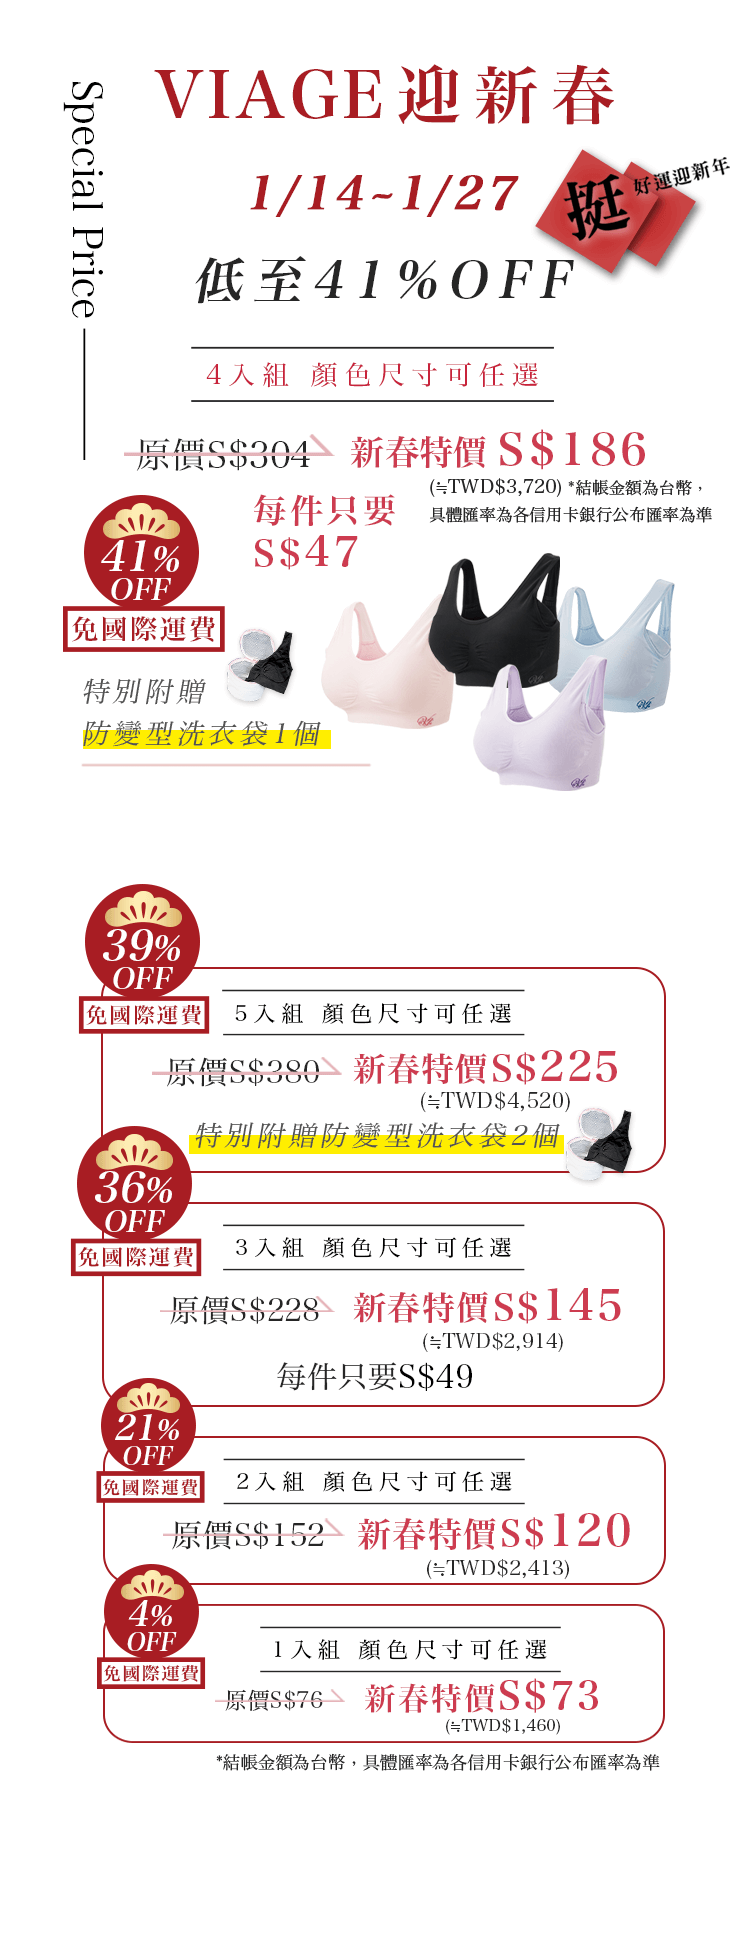 Special Price
VIAGE迎新春
1/14~1/27
挺
好運迎新年
低至41%OFF
4入組 顏色尺寸可任選
原價S$304 新春特價 S$186
(≒TWD$3,720) *結帳金額為台幣，
具體匯率為各信用卡銀行公布匯率為準
每件只要
S$47
41%
OFF
免國際運費
特別附贈
防變型洗衣袋1個
39%
OFF
免國際運費
5入組 顏色尺寸可任選
原價S$380 新春特價S$225
(≒TWD$4,520)
特別附贈防變型洗衣袋2個
36%
OFF
免國際運費
3入組 顏色尺寸可任選
原價S$228 新春特價S$145
(≒TWD$2,914)
每件只要S$49
21%
OFF
免國際運費
2入組 顏色尺寸可任選
原價S$152 新春特價S$120
(≒TWD$2,413)
4%
OFF
免國際運費
1入組 顏色尺寸可任選
原價S$76 新春特價S$73
(≒TWD$1,460)
*結帳金額為台幣，具體匯率為各信用卡銀行公布匯率為準